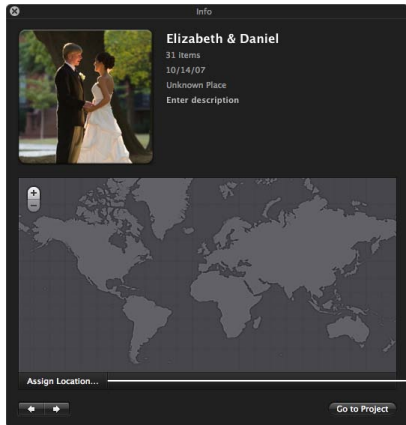 Info
Elizabeth & Daniel
31 items
10/14/07
Unknown Place
Enter description
Assign Location...
Go to Project